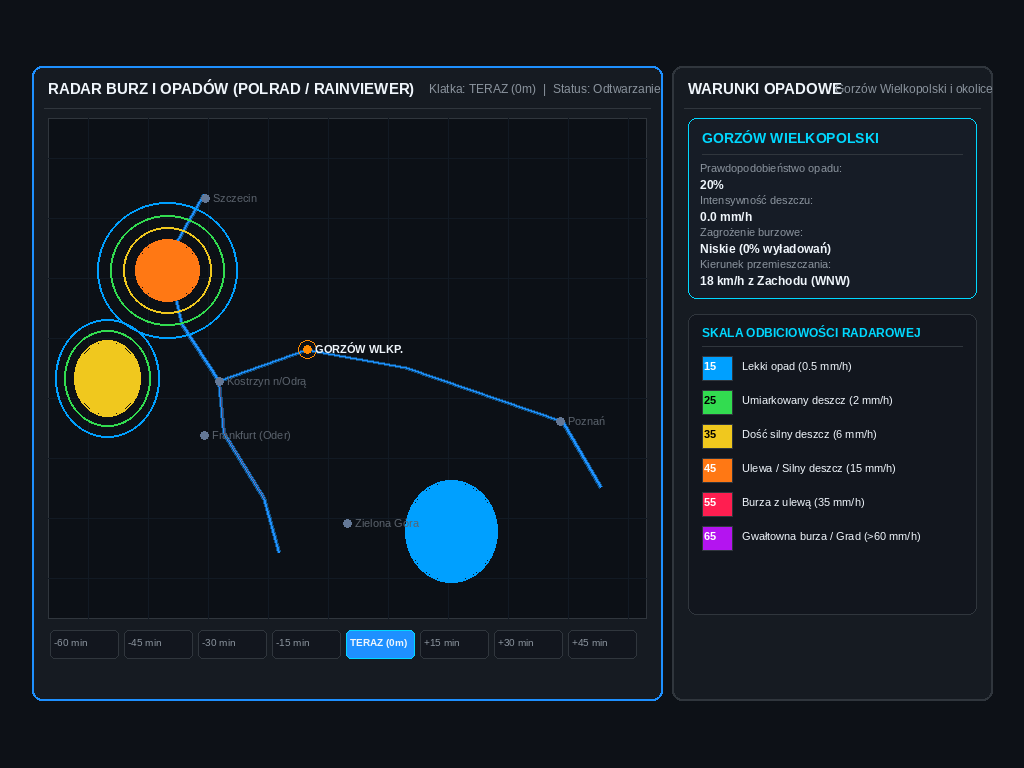 RADAR BURZ I OPADÓW (POLRAD / RAINVIEWER)
Klatka: TERAZ (0m) | Status: Odtwarzanie
Szczecin
GORZÓW WLKP.
Kostrzyn n/Odrą
Poznań
Frankfurt (Oder)
Zielona Góra
-60 min
-45 min
-30 min
-15 min
TERAZ (0m)
+15 min
+30 min
+45 min
WARUNKI OPADOWE
Gorzów Wielkopolski i okolice
GORZÓW WIELKOPOLSKI
Prawdopodobieństwo opadu:
20%
Intensywność deszczu:
0.0 mm/h
Zagrożenie burzowe:
Niskie (0% wyładowań)
Kierunek przemieszczania:
18 km/h z Zachodu (WNW)
SKALA ODBICIOWOŚCI RADAROWEJ
15 Lekki opad (0.5 mm/h)
25 Umiarkowany deszcz (2 mm/h)
35 Dość silny deszcz (6 mm/h)
45 Ulewa / Silny deszcz (15 mm/h)
55 Burza z ulewą (35 mm/h)
65 Gwałtowna burza / Grad (>60 mm/h)